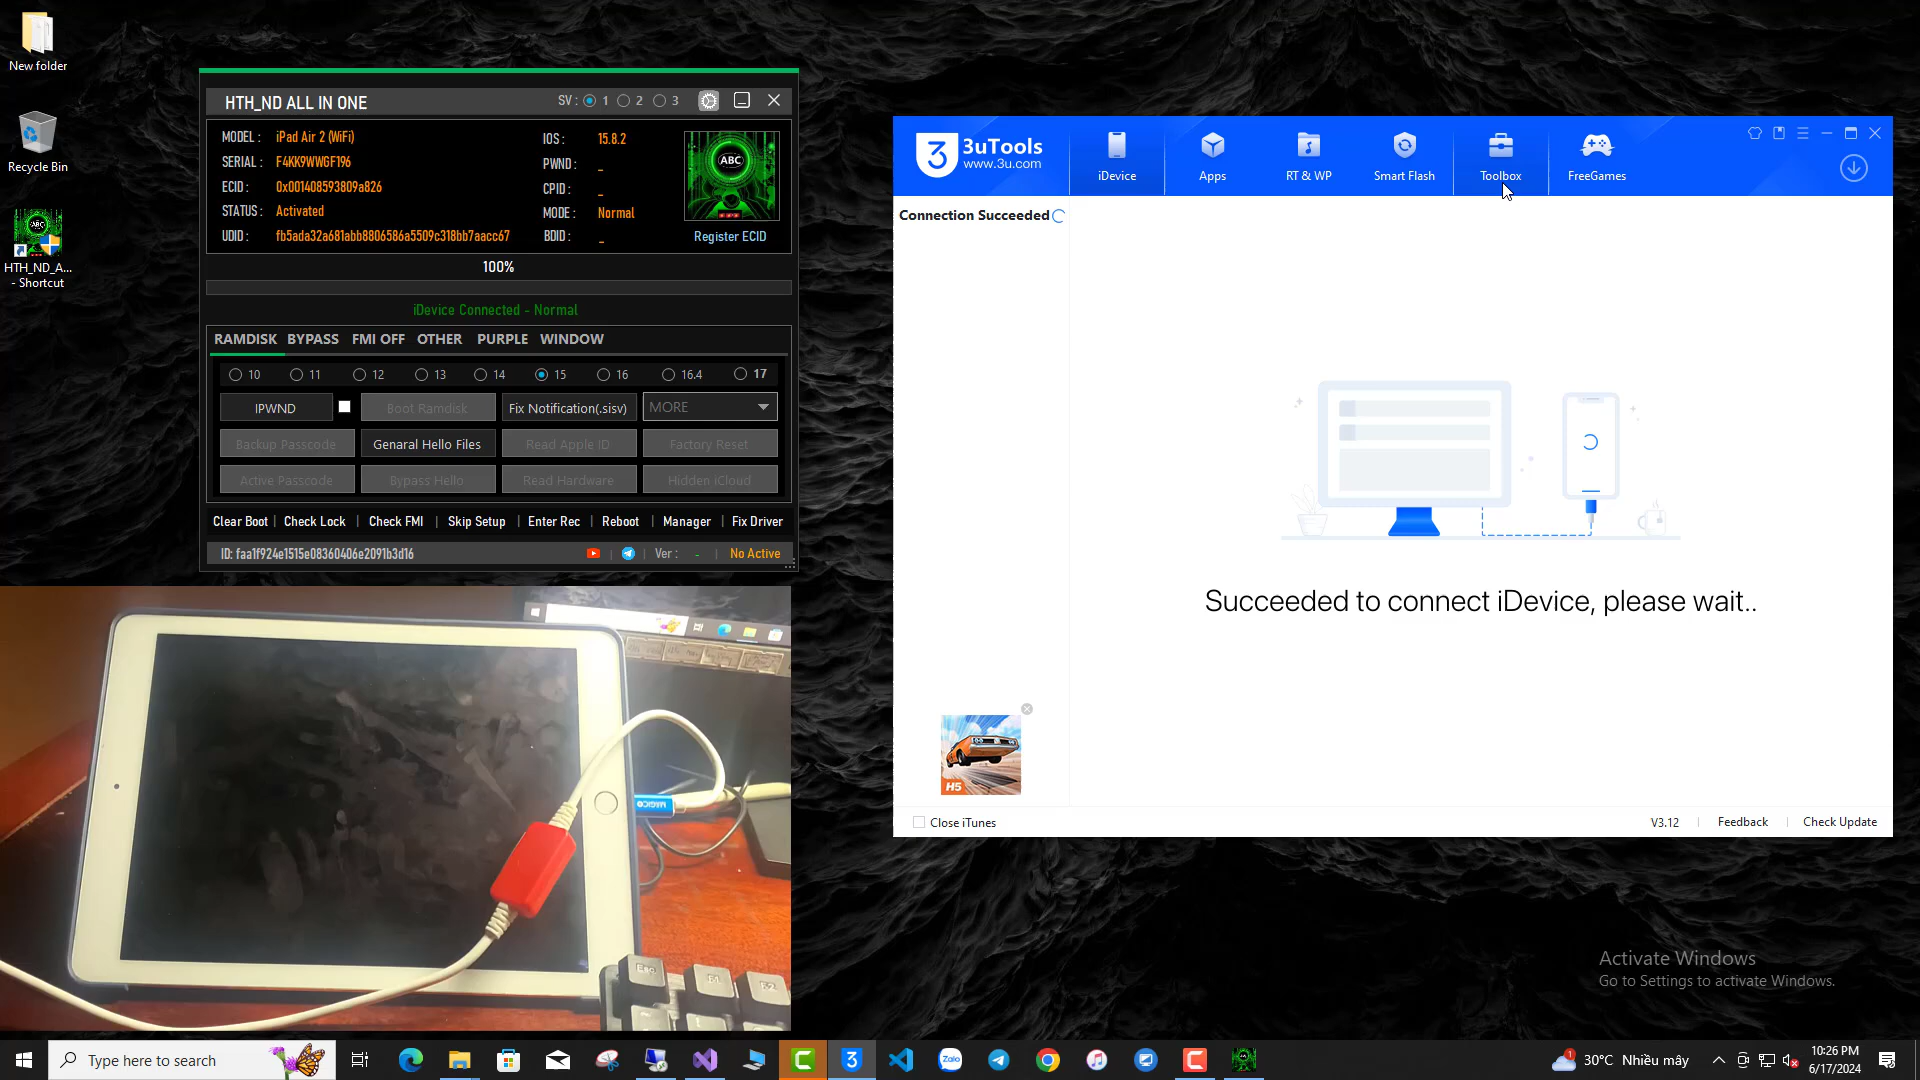 New folder
Recycle Bin
HTH_ND_A...
- Shortcut
HTH_ND ALL IN ONE
SV : 1 2 3
MODEL : iPad Air 2 (WiFi)
SERIAL : F4KK9WWGF196
ECID : 0x001408593809a826
STATUS : Activated
UDID : fb5ada32a681abb8806586a5509c318bb7aacc67
IOS : 15.8.2
PWND : _
CPID : _
MODE : Normal
BDID : _
ABC
Register ECID
100%
iDevice Connected - Normal
RAMDISK BYPASS FMI OFF OTHER PURPLE WINDOW
10 11 12 13 14 15 16 16.4 17
IPWND Boot Ramdisk Fix Notification(.sisv) MORE
Backup Passcode Genaral Hello Files Read Apple ID Factory Reset
Active Passcode Bypass Hello Read Hardware Hidden iCloud
Clear Boot | Check Lock | Check FMI | Skip Setup | Enter Rec | Reboot | Manager | Fix Driver
ID: faa1f924e1515e08360406e2091b3d16 | Ver : - | No Active
3uTools
www.3u.com
iDevice Apps RT & WP Smart Flash Toolbox FreeGames
Connection Succeeded
Succeeded to connect iDevice, please wait..
H5
Close iTunes
V3.12 | Feedback | Check Update
MAGICO
Esc
F1
F2
Activate Windows
Go to Settings to activate Windows.
Type here to search
Zalo
1
30°C Nhiều mây
10:26 PM
6/17/2024